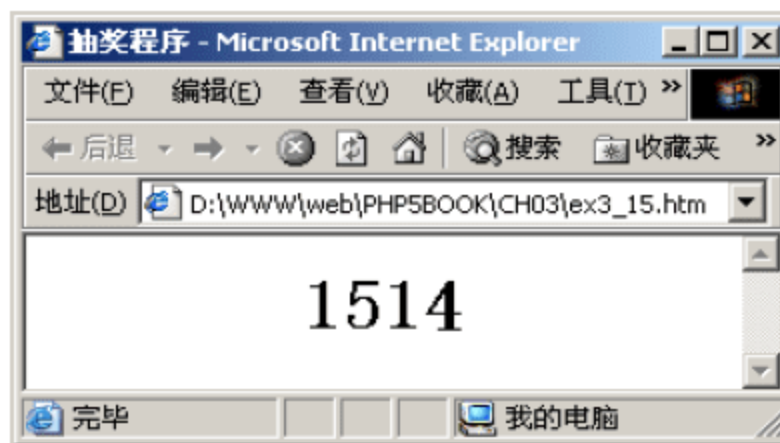 抽奖程序 - Microsoft Internet Explorer
文件(F) 编辑(E) 查看(V) 收藏(A) 工具(T) »
后退 搜索 收藏夹 »
地址(D) D:\WWW\web\PHP5BOOK\CH03\ex3_15.htm
1514
完毕 我的电脑